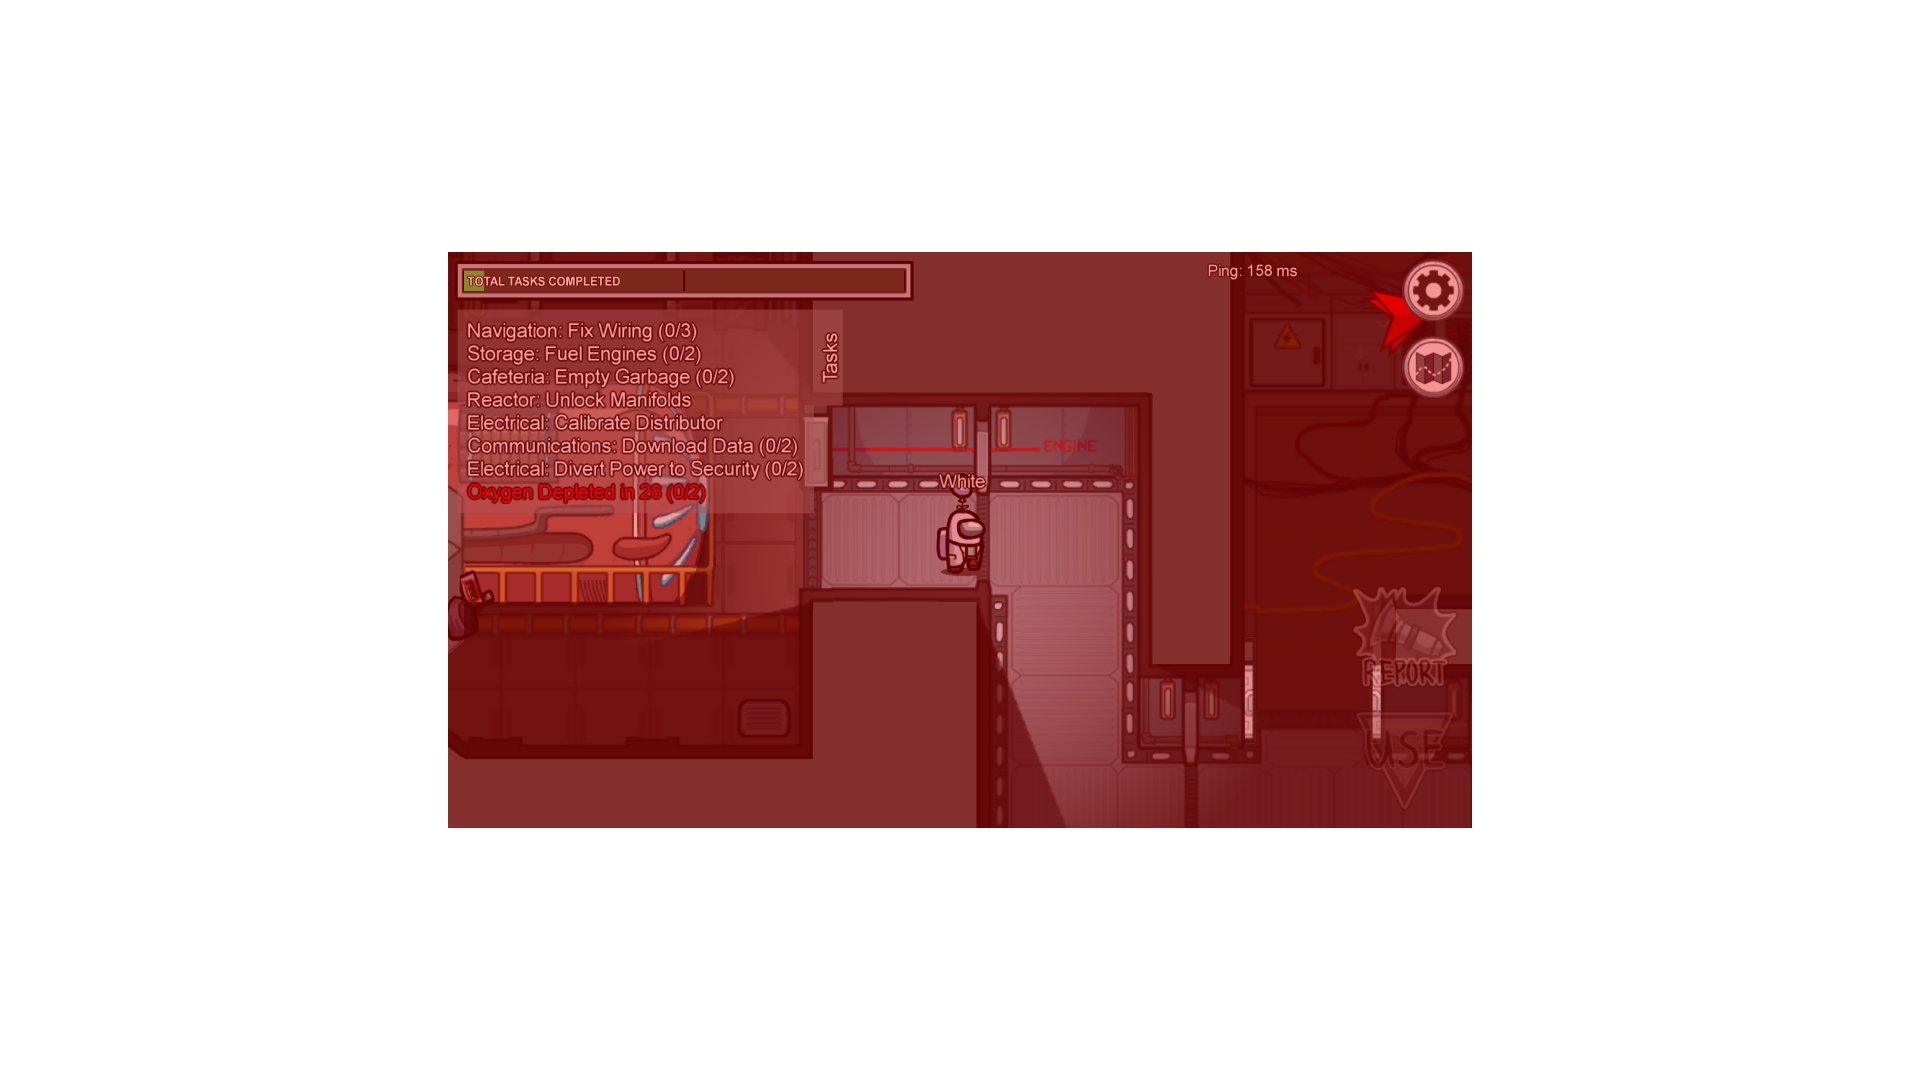 TOTAL TASKS COMPLETED
Ping: 158 ms
Navigation: Fix Wiring (0/3)
Storage: Fuel Engines (0/2)
Cafeteria: Empty Garbage (0/2)
Reactor: Unlock Manifolds
Electrical: Calibrate Distributor
Communications: Download Data (0/2)
Electrical: Divert Power to Security (0/2)
Oxygen Depleted in 28 (0/2)
Tasks
ENGINE
White
REPORT
USE